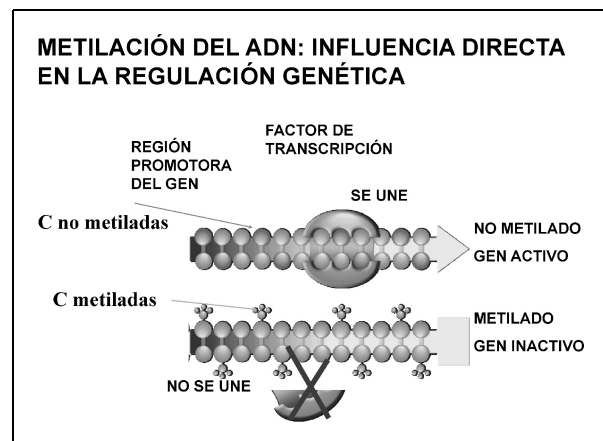 METILACIÓN DEL ADN: INFLUENCIA DIRECTA
EN LA REGULACIÓN GENÉTICA
FACTOR DE
TRANSCRIPCIÓN
REGIÓN
PROMOTORA
DEL GEN
SE UNE
C no metiladas
NO METILADO
GEN ACTIVO
C metiladas
METILADO
GEN INACTIVO
NO SE UNE